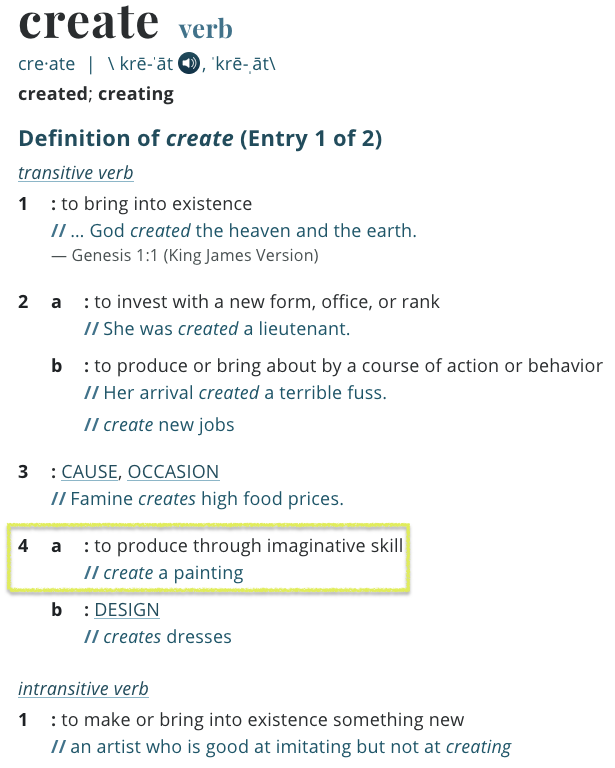 create verb
cre·ate | \ krē-ˈāt , ˈkrē-ˌāt\
created; creating
Definition of create (Entry 1 of 2)
transitive verb
1 : to bring into existence
// … God created the heaven and the earth.
— Genesis 1:1 (King James Version)
2 a : to invest with a new form, office, or rank
// She was created a lieutenant.
b : to produce or bring about by a course of action or behavior
// Her arrival created a terrible fuss.
// create new jobs
3 : CAUSE, OCCASION
// Famine creates high food prices.
4 a : to produce through imaginative skill
// create a painting
b : DESIGN
// creates dresses
intransitive verb
1 : to make or bring into existence something new
// an artist who is good at imitating but not at creating